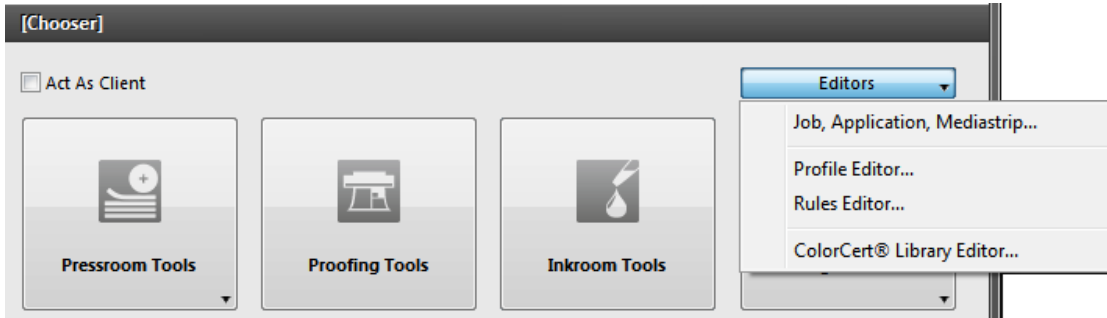 [Chooser]
Act As Client
Editors
Job, Application, Mediastrip...
Profile Editor...
Rules Editor...
ColorCert® Library Editor...
Pressroom Tools
Proofing Tools
Inkroom Tools